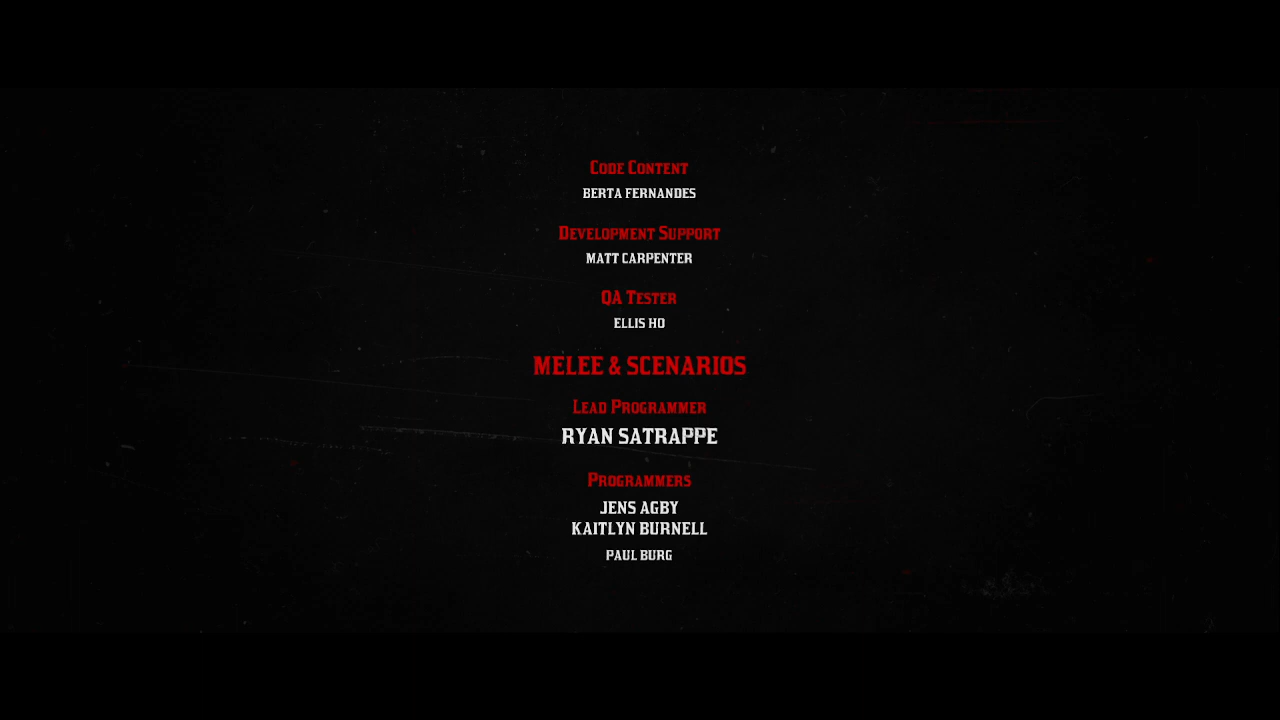 Code Content
BERTA FERNANDES
Development Support
MATT CARPENTER
QA Tester
ELLIS HO
MELEE & SCENARIOS
Lead Programmer
RYAN SATRAPPE
Programmers
JENS AGBY
KAITLYN BURNELL
PAUL BURG